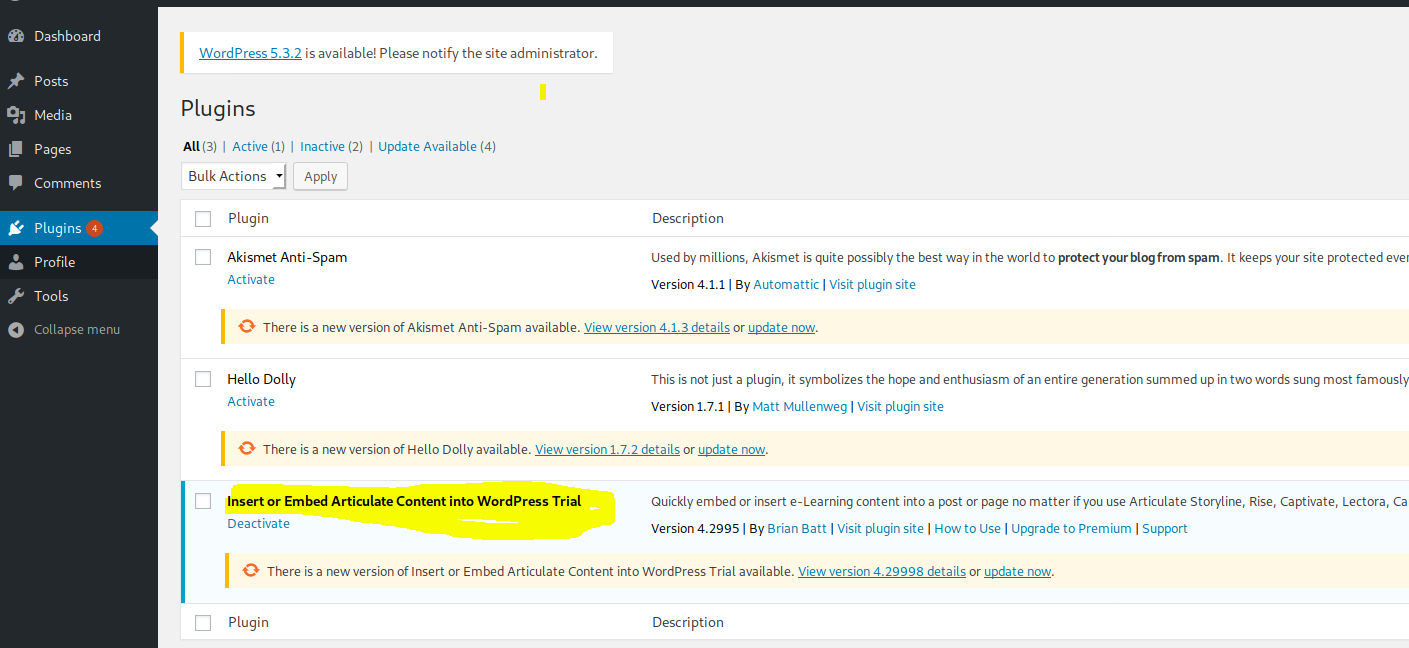 Dashboard
Posts
Media
Pages
Comments
Plugins 4
Profile
Tools
Collapse menu
WordPress 5.3.2 is available! Please notify the site administrator.
Plugins
All (3) | Active (1) | Inactive (2) | Update Available (4)
Bulk Actions Apply
Plugin Description
Akismet Anti-Spam Used by millions, Akismet is quite possibly the best way in the world to protect your blog from spam. It keeps your site protected ever
Activate Version 4.1.1 | By Automattic | Visit plugin site
There is a new version of Akismet Anti-Spam available. View version 4.1.3 details or update now.
Hello Dolly This is not just a plugin, it symbolizes the hope and enthusiasm of an entire generation summed up in two words sung most famously
Activate Version 1.7.1 | By Matt Mullenweg | Visit plugin site
There is a new version of Hello Dolly available. View version 1.7.2 details or update now.
Insert or Embed Articulate Content into WordPress Trial Quickly embed or insert e-Learning content into a post or page no matter if you use Articulate Storyline, Rise, Captivate, Lectora, Ca
Deactivate Version 4.2995 | By Brian Batt | Visit plugin site | How to Use | Upgrade to Premium | Support
There is a new version of Insert or Embed Articulate Content into WordPress Trial available. View version 4.29998 details or update now.
Plugin Description